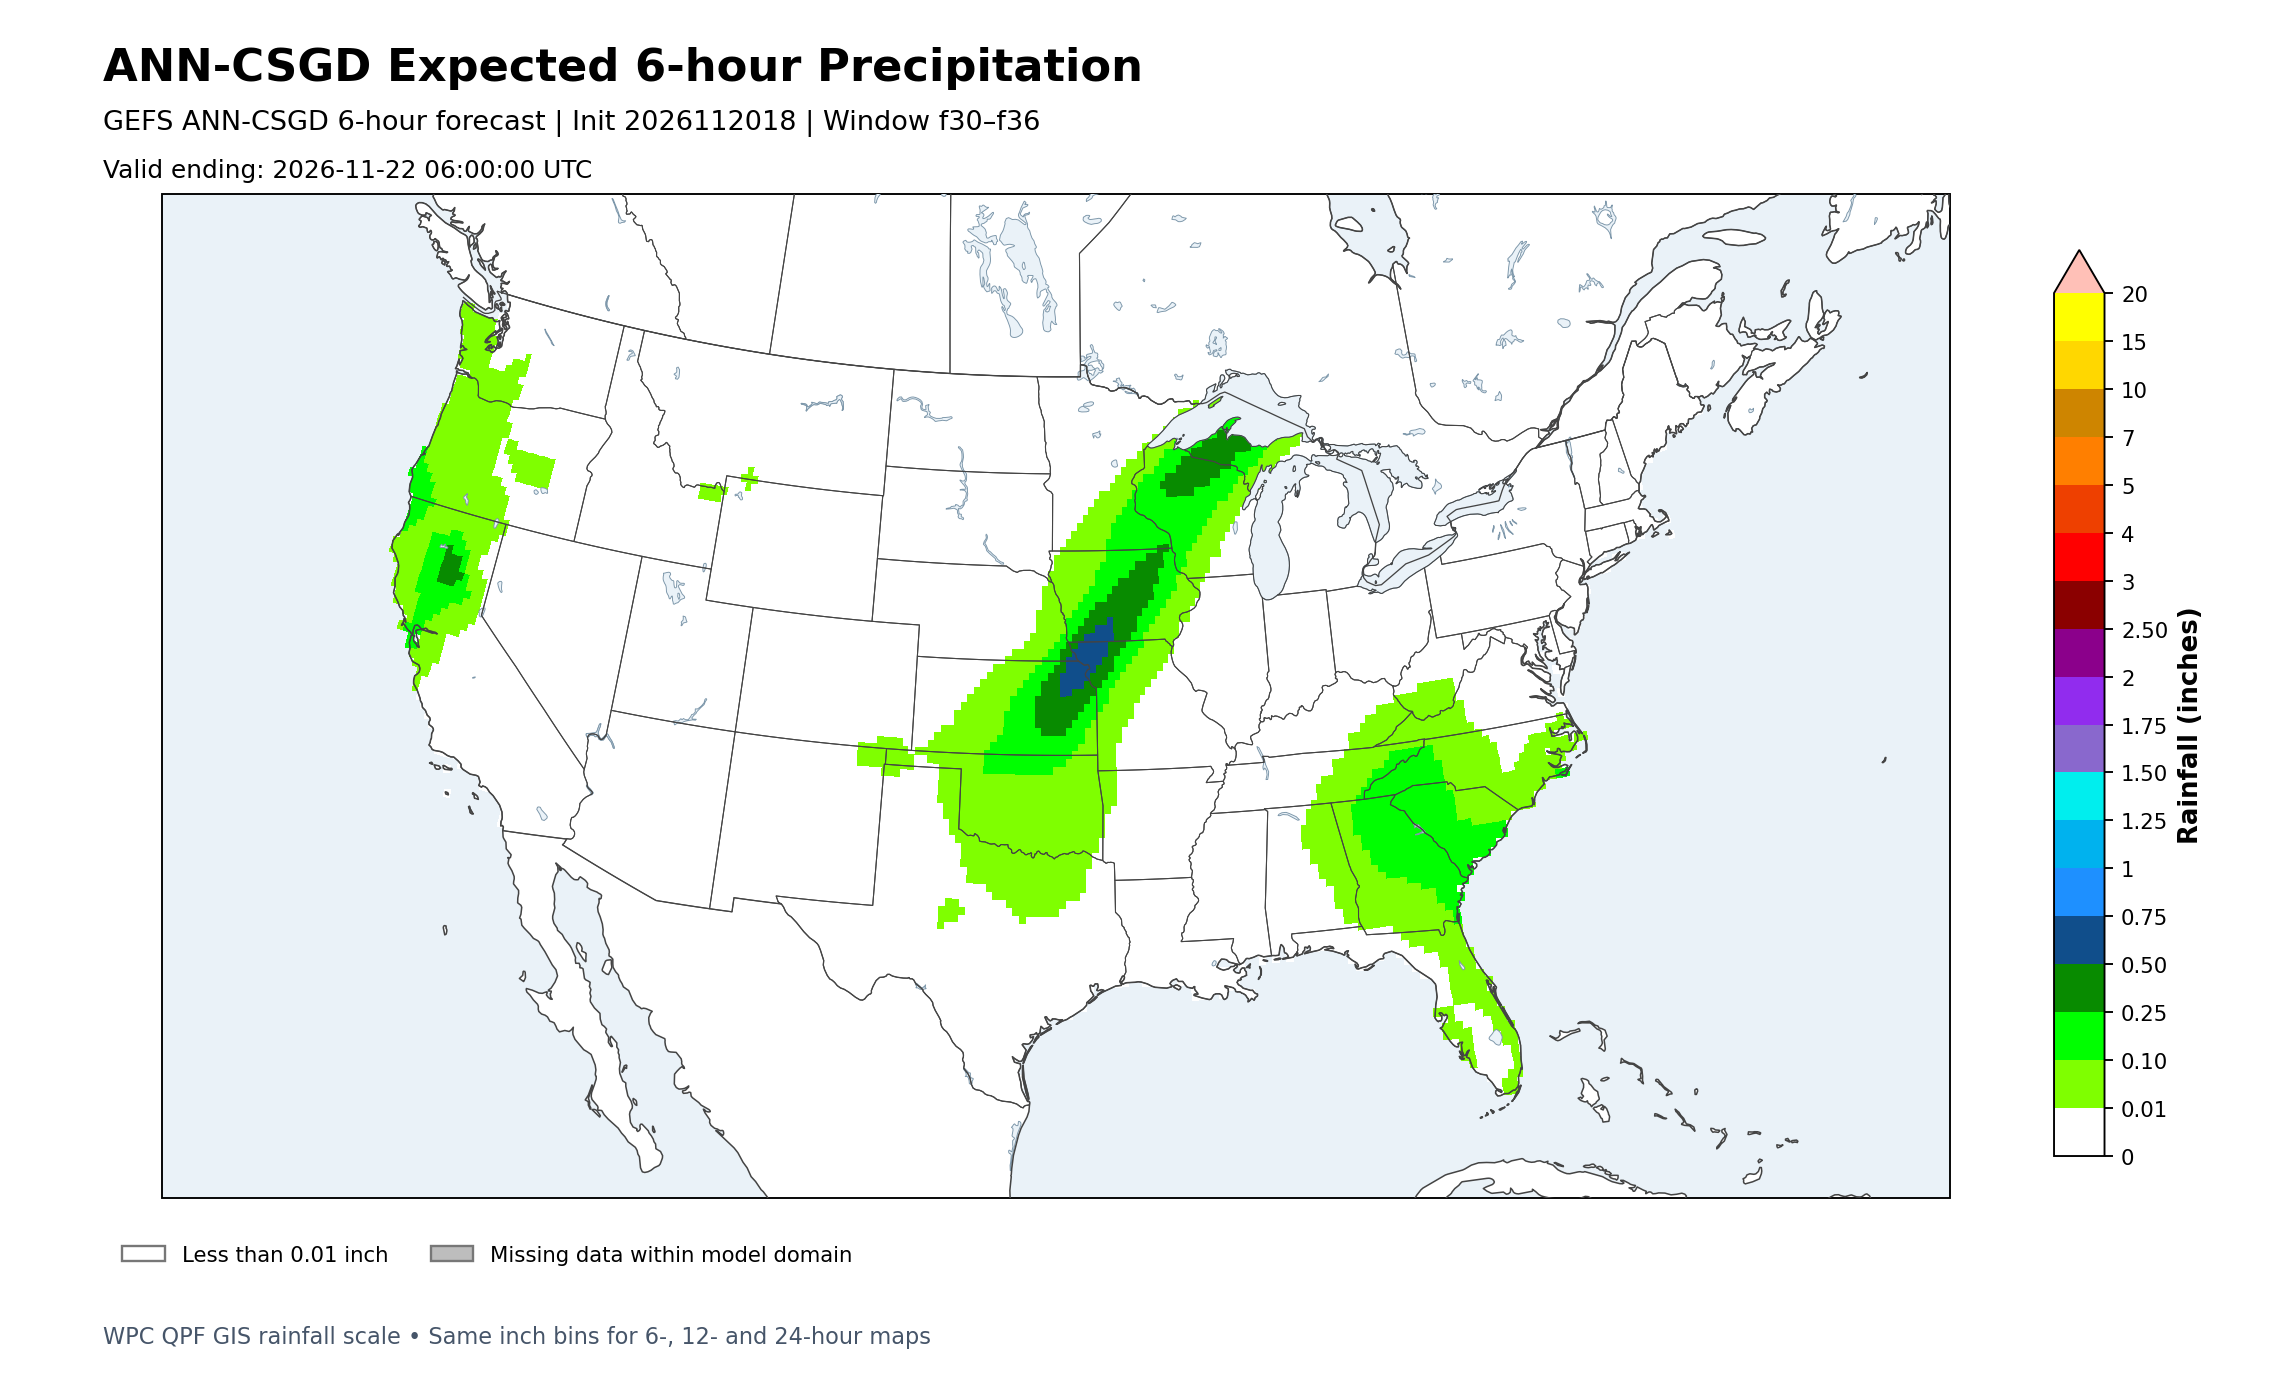 ANN-CSGD Expected 6-hour Precipitation
GEFS ANN-CSGD 6-hour forecast | Init 2026112018 | Window f30–f36
Valid ending: 2026-11-22 06:00:00 UTC
20
15
10
7
5
4
3
2.50
2
1.75
1.50
1.25
1
0.75
0.50
0.25
0.10
0.01
0
Rainfall (inches)
Less than 0.01 inch
Missing data within model domain
WPC QPF GIS rainfall scale • Same inch bins for 6-, 12- and 24-hour maps